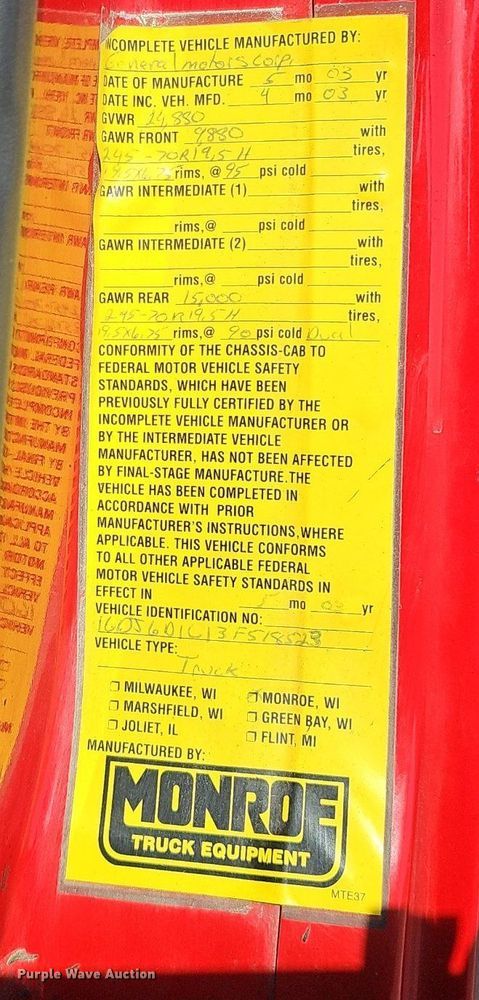 INCOMPLETE VEHICLE MANUFACTURED BY:
General motors Corp.
DATE OF MANUFACTURE 5 mo 03 yr
DATE INC. VEH. MFD. 4 mo 03 yr
GVWR 24,880
GAWR FRONT 9880 with
245-70R19.5H tires,
19.5x6.75 rims, @ 95 psi cold
GAWR INTERMEDIATE (1) with
tires,
rims,@ psi cold
GAWR INTERMEDIATE (2) with
tires,
rims,@ psi cold
GAWR REAR 15,000 with
245-70R19.5H tires,
19.5x6.75 rims,@ 90 psi cold Dual
CONFORMITY OF THE CHASSIS-CAB TO
FEDERAL MOTOR VEHICLE SAFETY
STANDARDS, WHICH HAVE BEEN
PREVIOUSLY FULLY CERTIFIED BY THE
INCOMPLETE VEHICLE MANUFACTURER OR
BY THE INTERMEDIATE VEHICLE
MANUFACTURER, HAS NOT BEEN AFFECTED
BY FINAL-STAGE MANUFACTURE.THE
VEHICLE HAS BEEN COMPLETED IN
ACCORDANCE WITH PRIOR
MANUFACTURER'S INSTRUCTIONS,WHERE
APPLICABLE. THIS VEHICLE CONFORMS
TO ALL OTHER APPLICABLE FEDERAL
MOTOR VEHICLE SAFETY STANDARDS IN
EFFECT IN 5 mo 03 yr
VEHICLE IDENTIFICATION NO:
VEHICLE TYPE:
Truck
MILWAUKEE, WI MONROE, WI
MARSHFIELD, WI GREEN BAY, WI
JOLIET, IL FLINT, MI
MANUFACTURED BY:
MONROE
TRUCK EQUIPMENT
MTE37
Purple Wave Auction